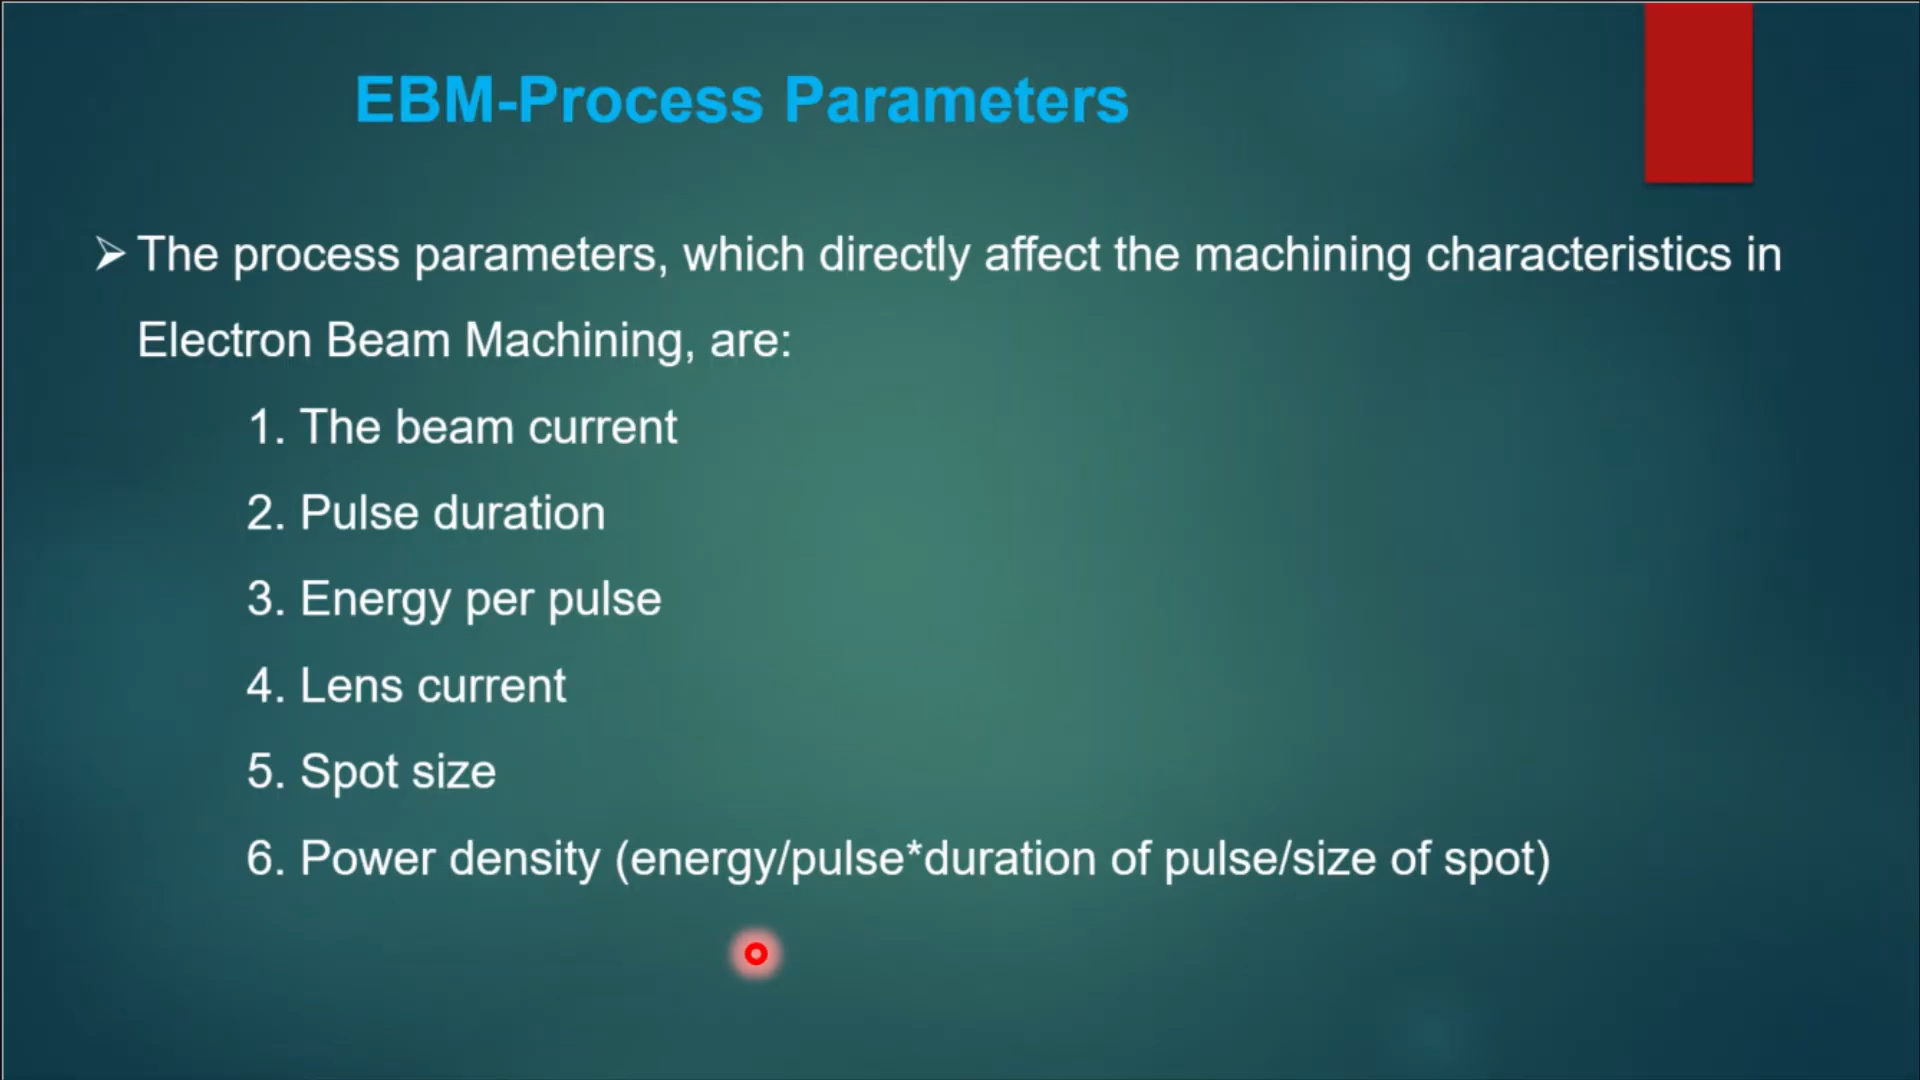 EBM-Process Parameters
➢ The process parameters, which directly affect the machining characteristics in
Electron Beam Machining, are:
1. The beam current
2. Pulse duration
3. Energy per pulse
4. Lens current
5. Spot size
6. Power density (energy/pulse*duration of pulse/size of spot)